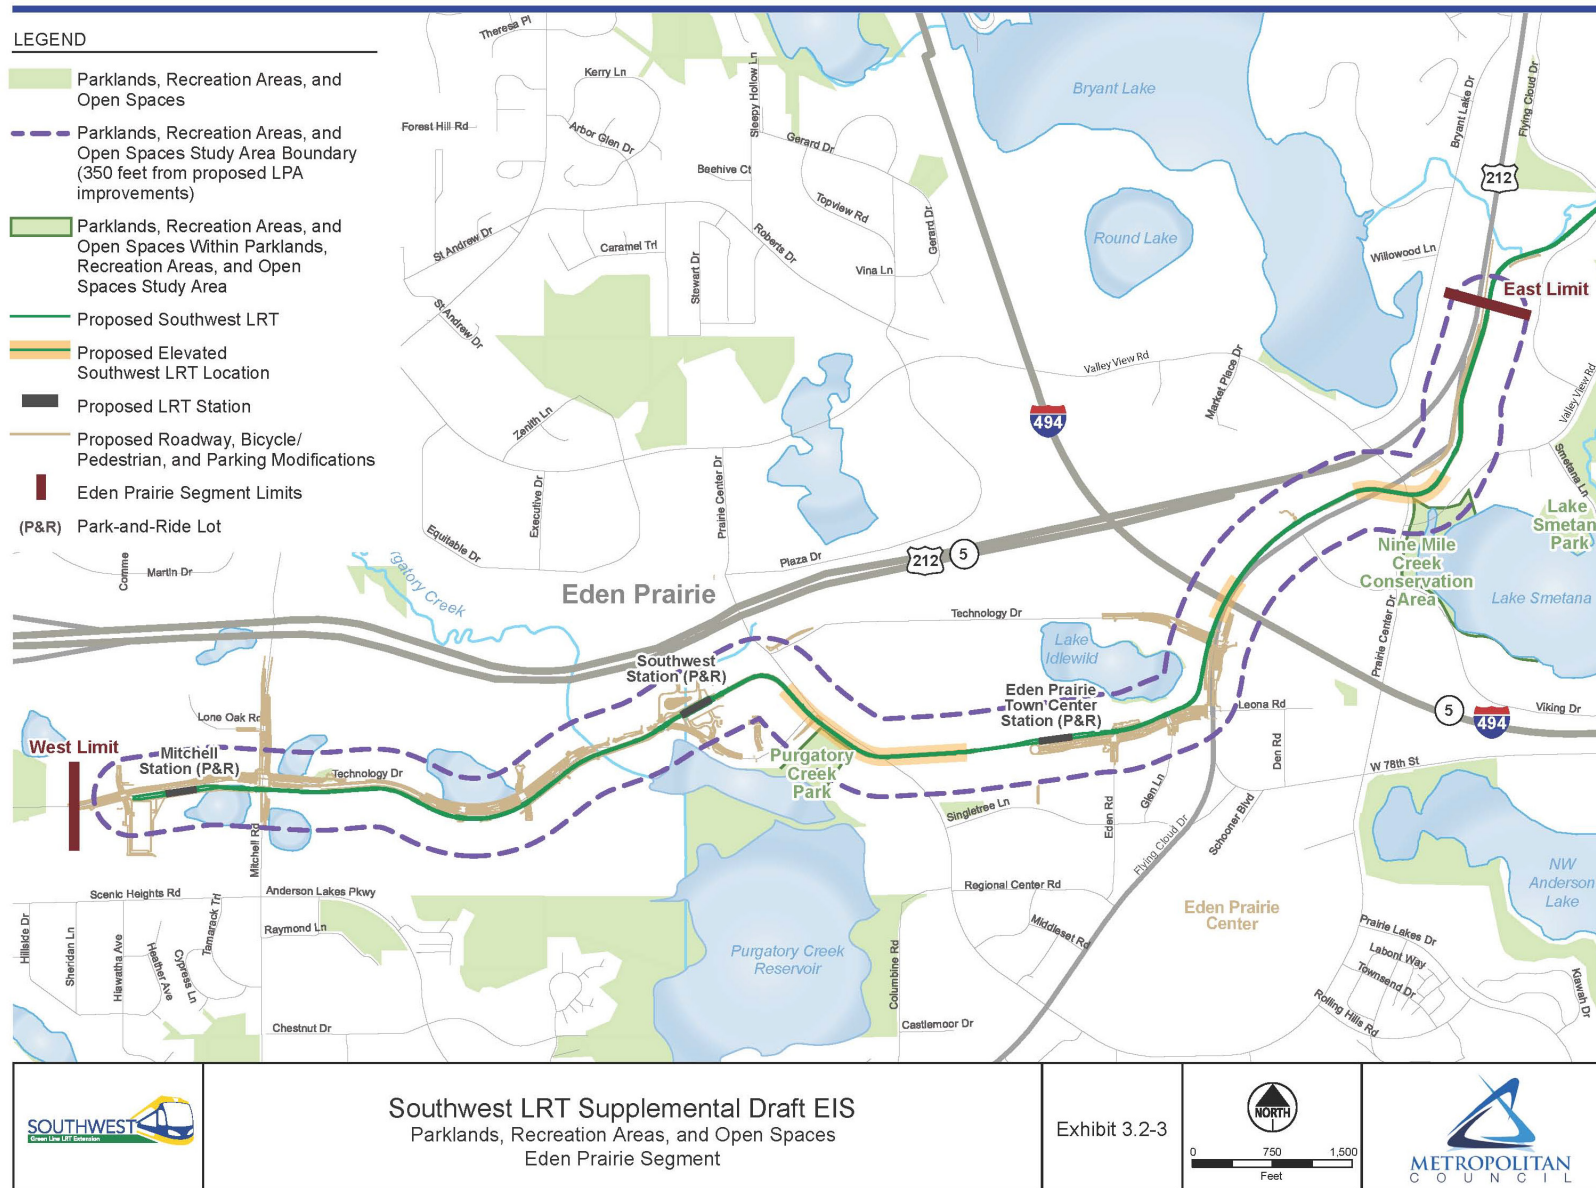 LEGEND
Parklands, Recreation Areas, and
Open Spaces
Parklands, Recreation Areas, and
Open Spaces Study Area Boundary
(350 feet from proposed LPA
improvements)
Parklands, Recreation Areas, and
Open Spaces Within Parklands,
Recreation Areas, and Open
Spaces Study Area
Proposed Southwest LRT
Proposed Elevated
Southwest LRT Location
Proposed LRT Station
Proposed Roadway, Bicycle/
Pedestrian, and Parking Modifications
Eden Prairie Segment Limits
(P&R) Park-and-Ride Lot
Theresa Pl
Kerry Ln
Sleepy Hollow Ln
Forest Hill Rd
Arbor Glen Dr
Gerard Dr
Beehive Ct
Topview Rd
Gerard Dr
St Andrew Dr
Caramel Trl
Stewart Dr
Roberts Dr
Vina Ln
St Andrew Dr
Bryant Lake
Bryant Lake Dr
Flying Cloud Dr
212
Round Lake
Willowood Ln
East Limit
Valley View Rd
Market Place Dr
Valley View Rd
494
Zenith Ln
Executive Dr
Prairie Center Dr
Equitable Dr
Plaza Dr
212
5
Smetana Ln
Lake
Smetan
Park
Nine Mile
Creek
Conservation
Area
Lake Smetana
Prairie Center Dr
Comme
Martin Dr
urgatory Creek
Eden Prairie
Technology Dr
Lake
Idlewild
Southwest
Station (P&R)
Eden Prairie
Town Center
Station (P&R)
Leona Rd
5
494
Viking Dr
Den Rd
W 78th St
Lone Oak Rd
West Limit
Mitchell
Station (P&R)
Technology Dr
Purgatory
Creek
Park
Singletree Ln
Eden Rd
Glen Ln
Flying Cloud Dr
Schooner Blvd
Mitchell Rd
Scenic Heights Rd
Anderson Lakes Pkwy
Regional Center Rd
NW
Anderson
Lake
Eden Prairie
Center
Hillside Dr
Sheridan Ln
Hiawatha Ave
Heather Ave
Cypress Ln
Tamarack Trl
Raymond Ln
Middleset Rd
Purgatory Creek
Reservoir
Columbine Rd
Prairie Lakes Dr
Labont Way
Townsend Dr
Rolling Hills Rd
Kiawah Dr
Chestnut Dr
Castlemoor Dr
SOUTHWEST
Green Line LRT Extension
Southwest LRT Supplemental Draft EIS
Parklands, Recreation Areas, and Open Spaces
Eden Prairie Segment
Exhibit 3.2-3
NORTH
0 750 1,500
Feet
METROPOLITAN
COUNCIL